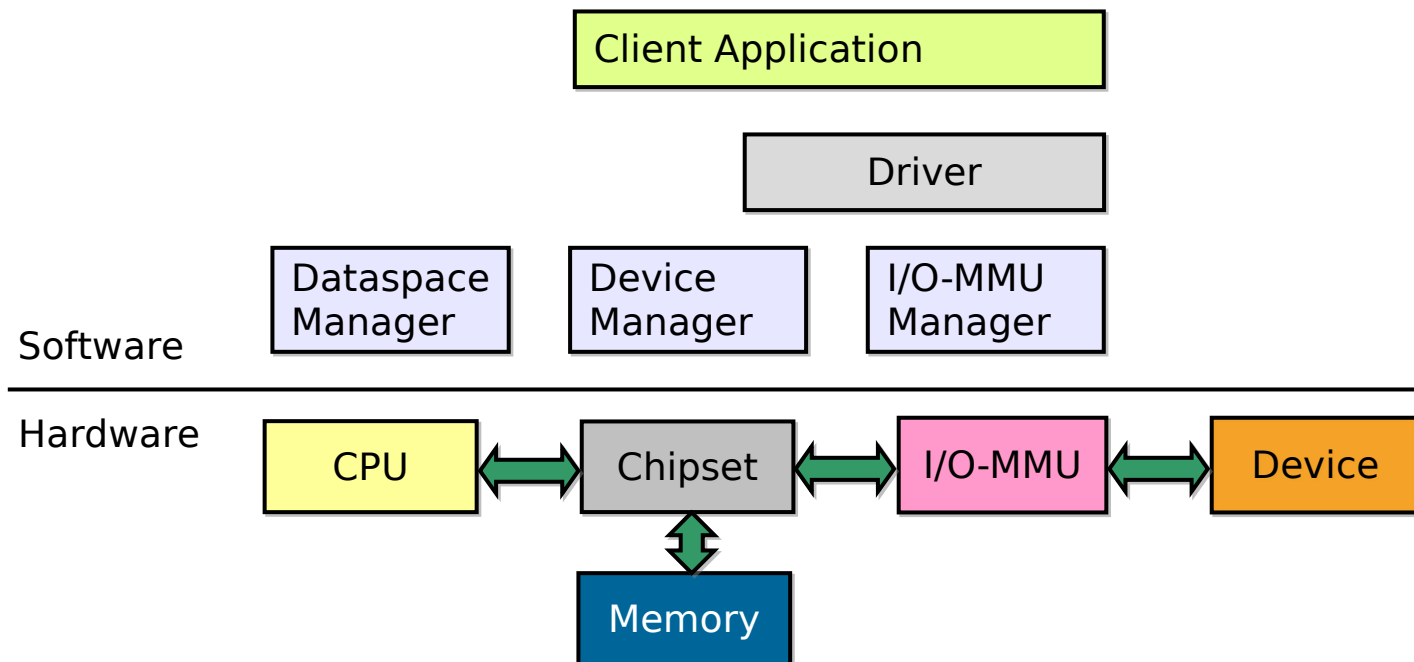 Client Application
Driver
Dataspace
Manager
Device
Manager
I/O-MMU
Manager
Software
Hardware
CPU
Chipset
I/O-MMU
Device
Memory